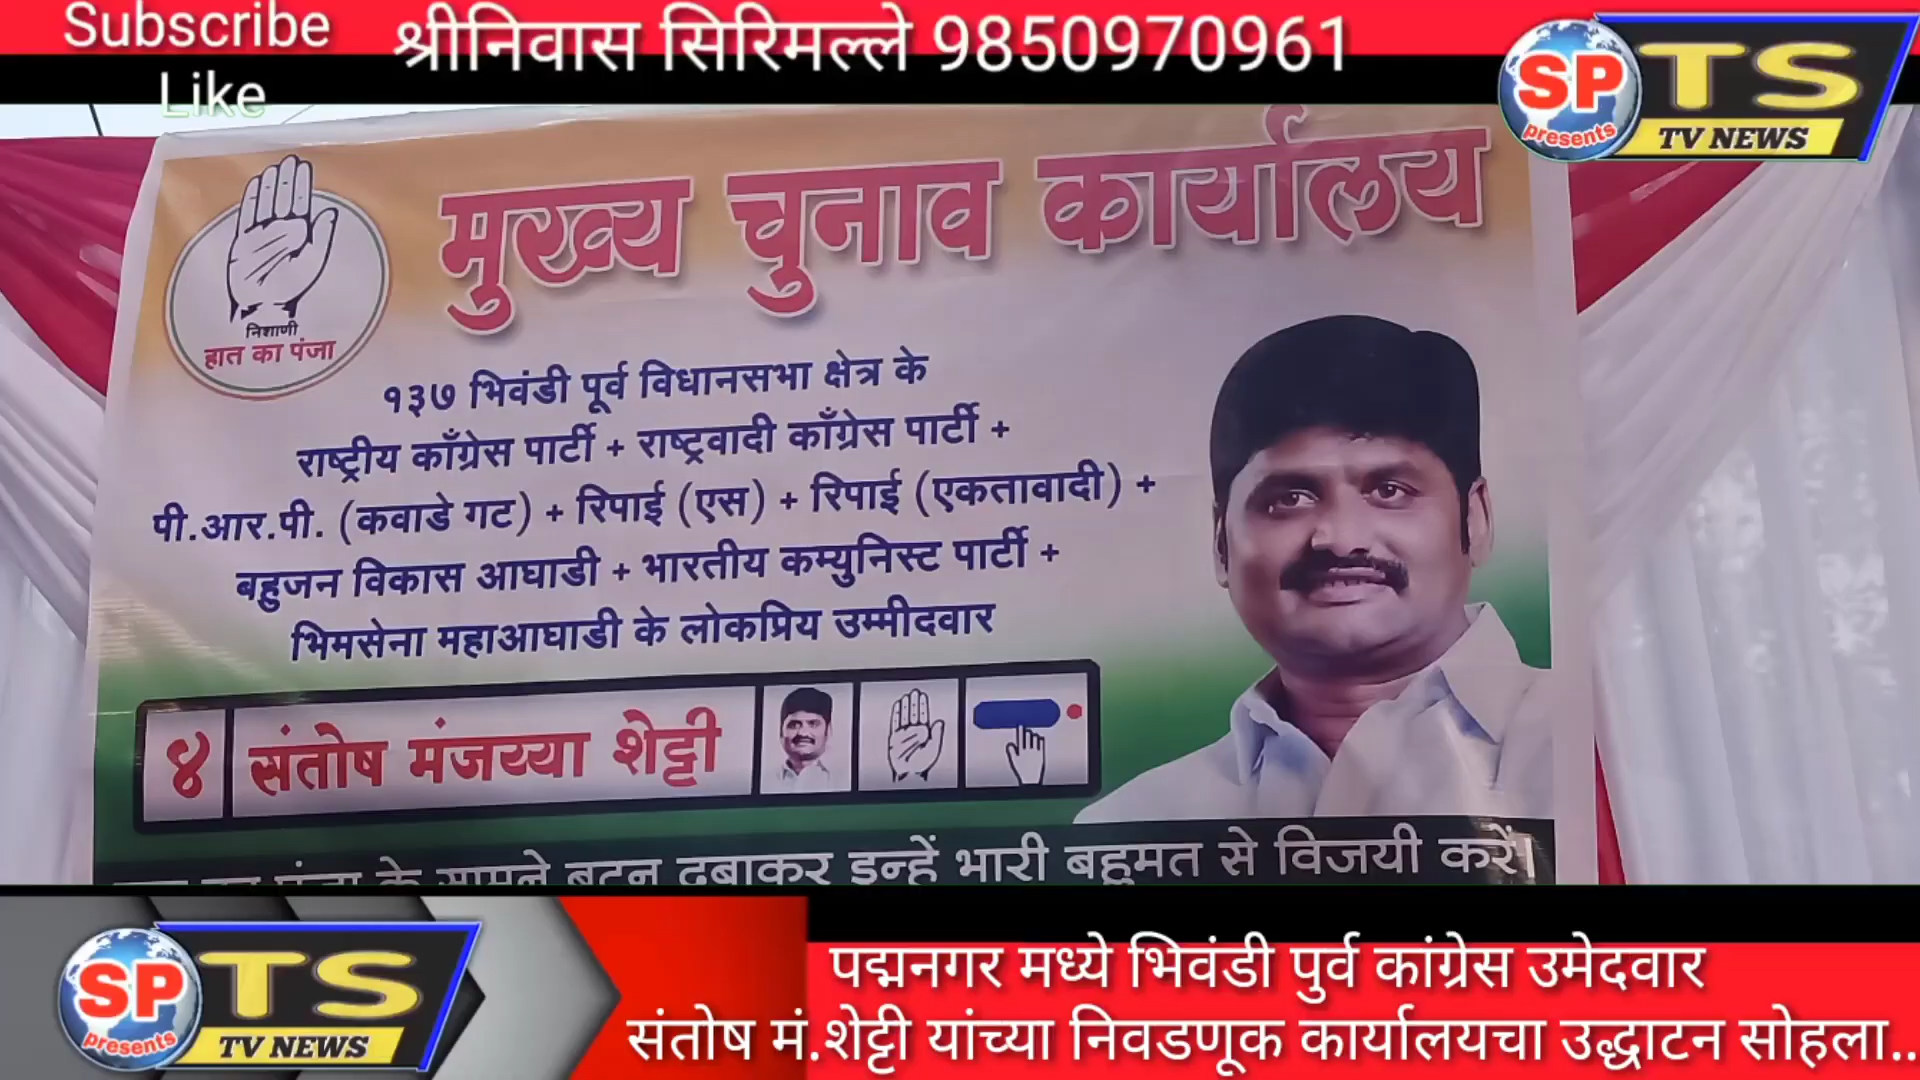 Subscribe
Like
श्रीनिवास सिरिमल्ले 9850970961
SP
presents
TS
TV NEWS
मुख्य चुनाव कार्यालय
निशाणी
हात का पंजा
१३७ भिवंडी पूर्व विधानसभा क्षेत्र के
राष्ट्रीय काँग्रेस पार्टी + राष्ट्रवादी काँग्रेस पार्टी +
पी.आर.पी. (कवाडे गट) + रिपाई (एस) + रिपाई (एकतावादी) +
बहुजन विकास आघाडी + भारतीय कम्युनिस्ट पार्टी +
भिमसेना महाआघाडी के लोकप्रिय उम्मीदवार
४ संतोष मंजय्या शेट्टी
पंजा के सामने बटन दबाकर इन्हें भारी बहुमत से विजयी करें।
SP
presents
TS
TV NEWS
पद्मनगर मध्ये भिवंडी पुर्व कांग्रेस उमेदवार
संतोष मं.शेट्टी यांच्या निवडणूक कार्यालयचा उद्धाटन सोहला..